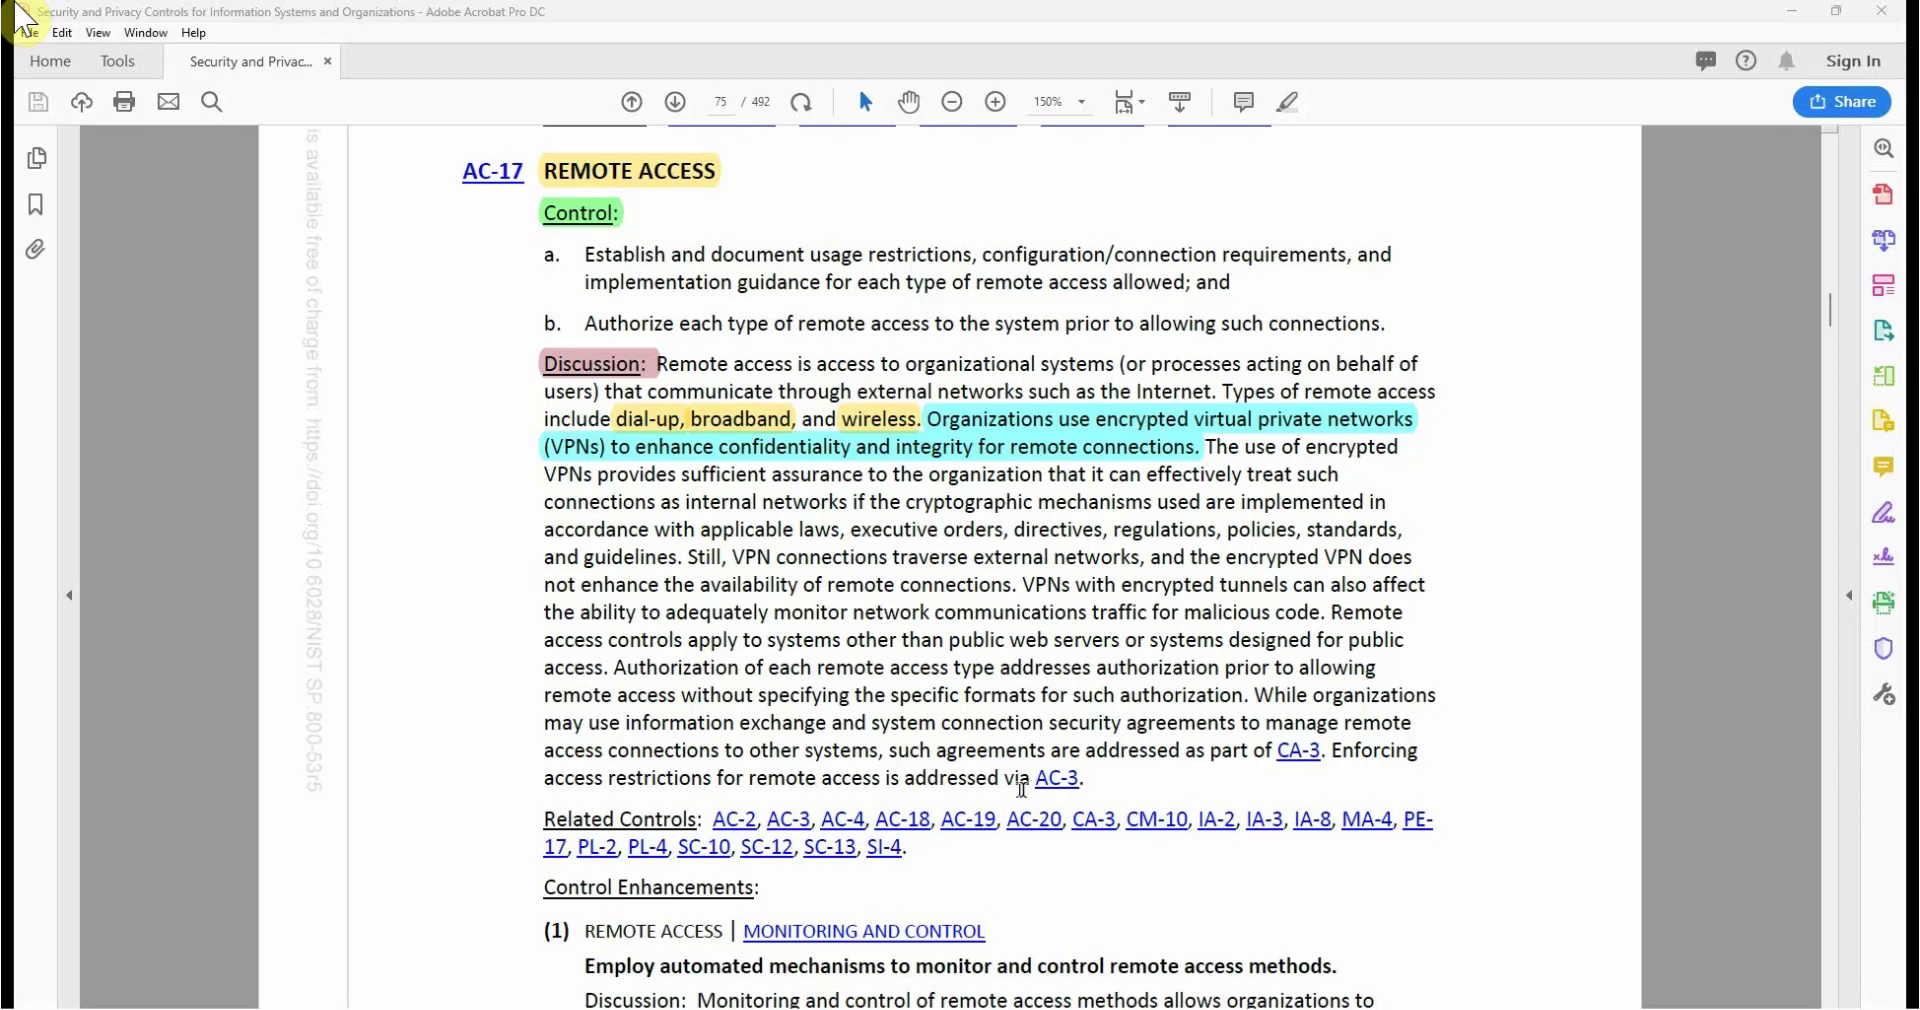 Security and Privacy Controls for Information Systems and Organizations - Adobe Acrobat Pro DC
File Edit View Window Help
Home Tools Security and Privac... × Sign In
75 / 492 150% Share
is available free of charge from: https://doi.org/10.6028/NIST.SP.800-53r5
AC-17 REMOTE ACCESS
Control:
a. Establish and document usage restrictions, configuration/connection requirements, and
implementation guidance for each type of remote access allowed; and
b. Authorize each type of remote access to the system prior to allowing such connections.
Discussion: Remote access is access to organizational systems (or processes acting on behalf of
users) that communicate through external networks such as the Internet. Types of remote access
include dial-up, broadband, and wireless. Organizations use encrypted virtual private networks
(VPNs) to enhance confidentiality and integrity for remote connections. The use of encrypted
VPNs provides sufficient assurance to the organization that it can effectively treat such
connections as internal networks if the cryptographic mechanisms used are implemented in
accordance with applicable laws, executive orders, directives, regulations, policies, standards,
and guidelines. Still, VPN connections traverse external networks, and the encrypted VPN does
not enhance the availability of remote connections. VPNs with encrypted tunnels can also affect
the ability to adequately monitor network communications traffic for malicious code. Remote
access controls apply to systems other than public web servers or systems designed for public
access. Authorization of each remote access type addresses authorization prior to allowing
remote access without specifying the specific formats for such authorization. While organizations
may use information exchange and system connection security agreements to manage remote
access connections to other systems, such agreements are addressed as part of CA-3. Enforcing
access restrictions for remote access is addressed via AC-3.
Related Controls: AC-2, AC-3, AC-4, AC-18, AC-19, AC-20, CA-3, CM-10, IA-2, IA-3, IA-8, MA-4, PE-
17, PL-2, PL-4, SC-10, SC-12, SC-13, SI-4.
Control Enhancements:
(1) REMOTE ACCESS | MONITORING AND CONTROL
Employ automated mechanisms to monitor and control remote access methods.
Discussion: Monitoring and control of remote access methods allows organizations to